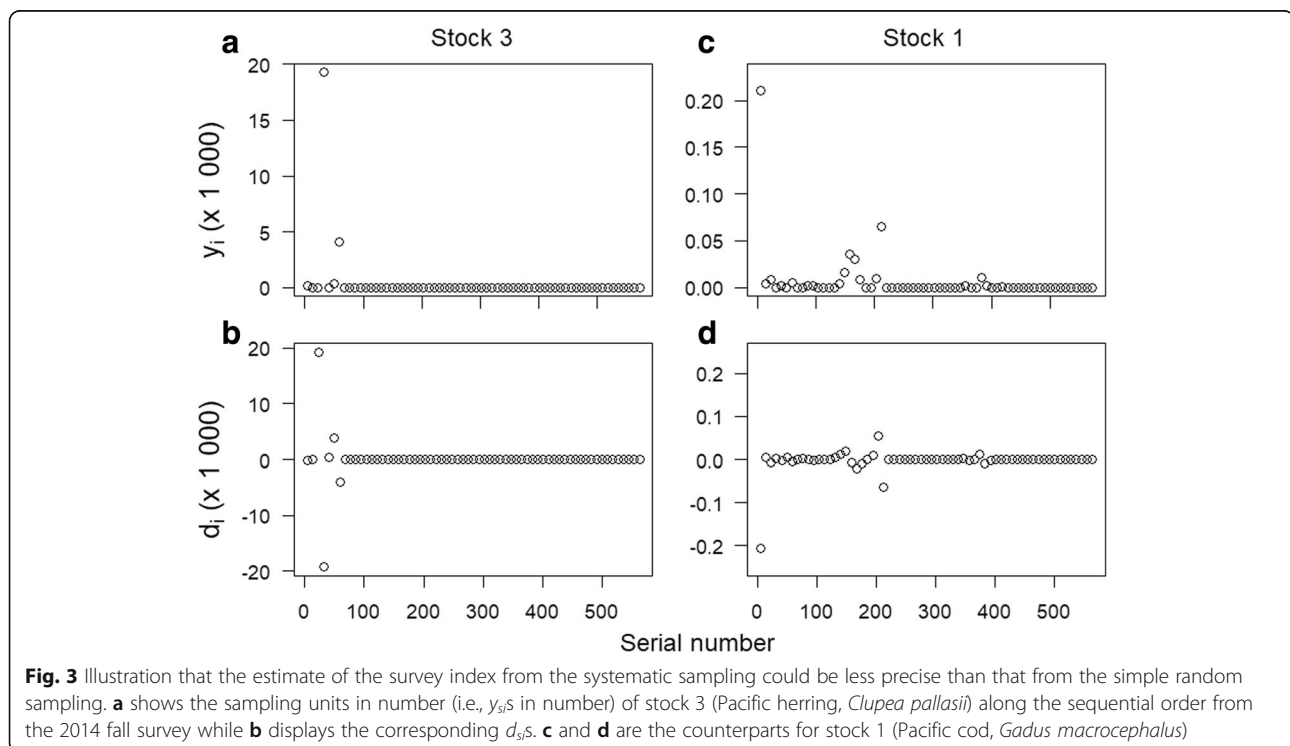 a Stock 3
c Stock 1
y_i (x 1 000)
20
15
10
5
0
0.20
0.15
0.10
0.05
0.00
b
d
d_i (x 1 000)
20
10
0
-10
-20
0.2
0.1
0.0
-0.1
-0.2
0 100 200 300 400 500
0 100 200 300 400 500
Serial number
Fig. 3 Illustration that the estimate of the survey index from the systematic sampling could be less precise than that from the simple random
sampling. a shows the sampling units in number (i.e., y_{si}s in number) of stock 3 (Pacific herring, Clupea pallasii) along the sequential order from
the 2014 fall survey while b displays the corresponding d_{si}s. c and d are the counterparts for stock 1 (Pacific cod, Gadus macrocephalus)